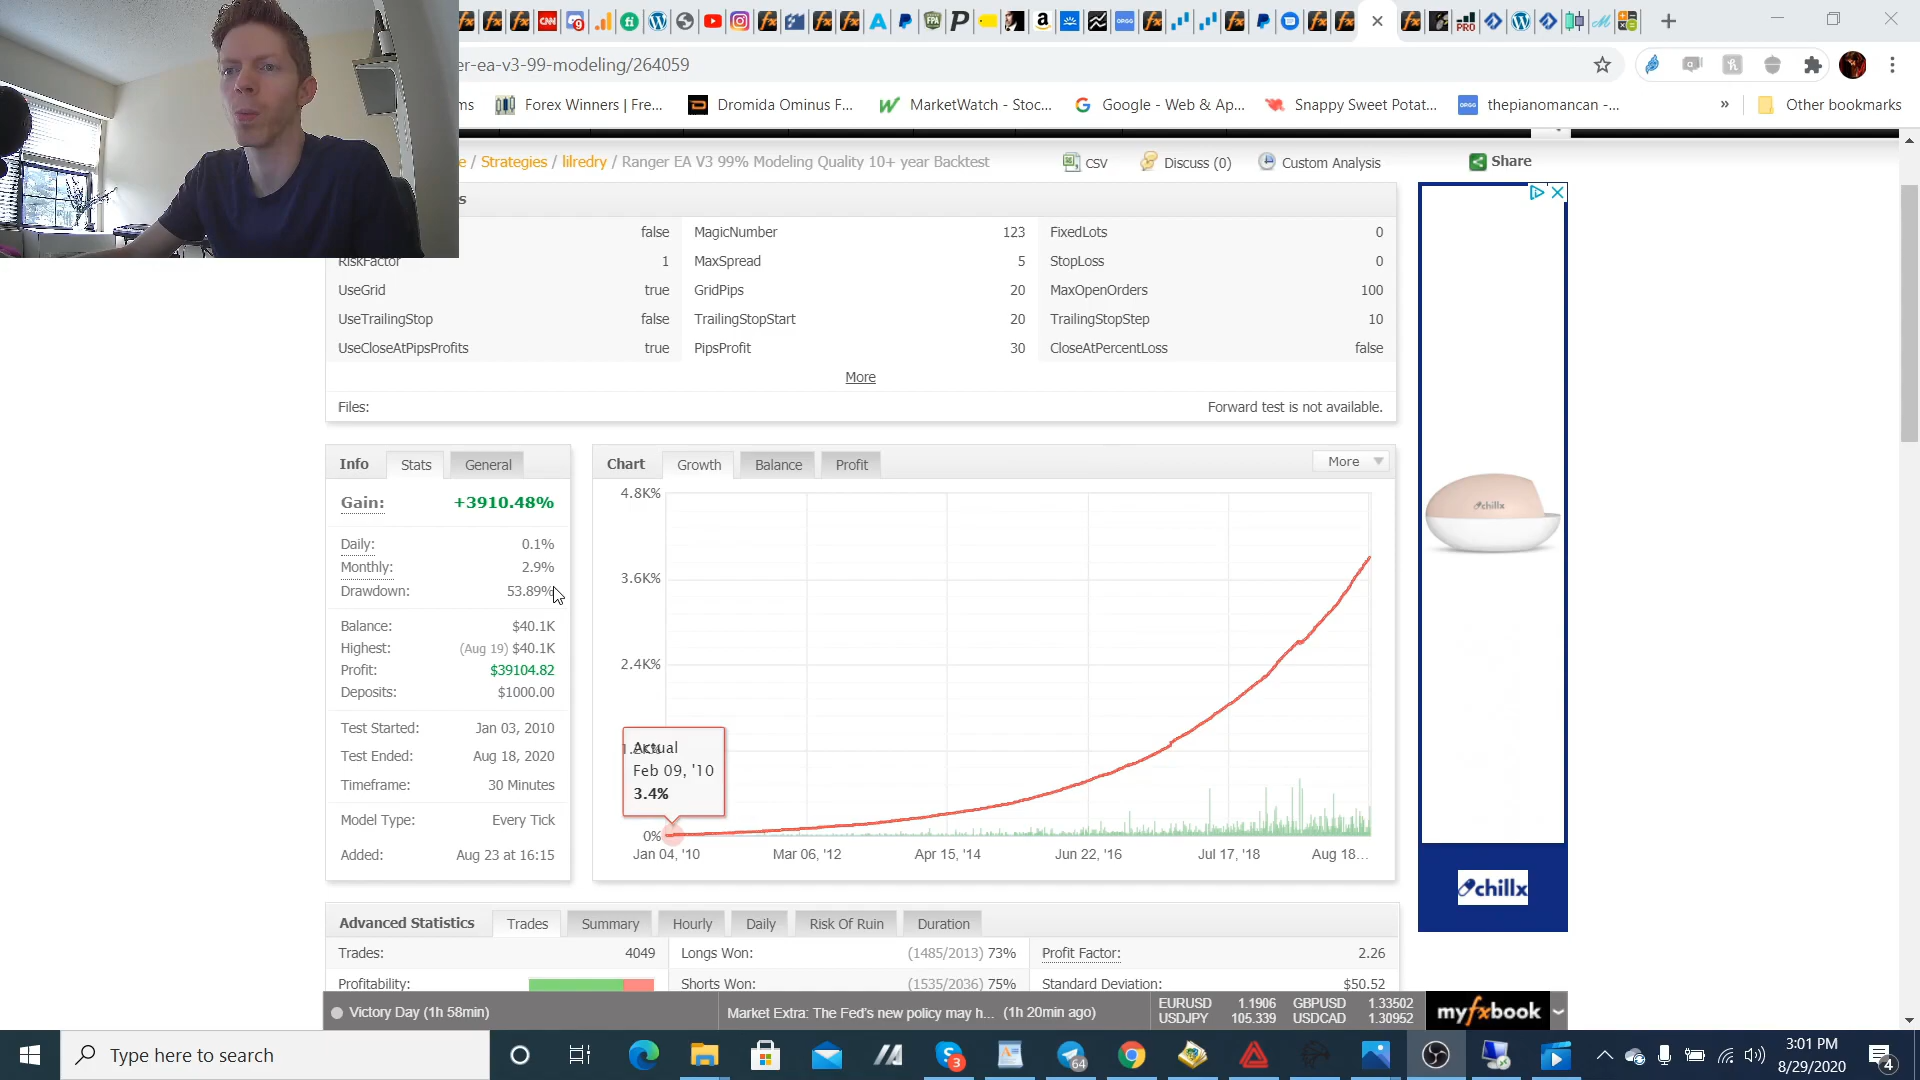 er-ea-v3-99-modeling/264059
ms
Forex Winners | Fre...
Dromida Ominus F...
MarketWatch - Stoc...
Google - Web & Ap...
Snappy Sweet Potat...
thepianomancan -...
»
Other bookmarks
e / Strategies / lilredry / Ranger EA V3 99% Modeling Quality 10+ year Backtest
CSV
Discuss (0)
Custom Analysis
Share
s
false
MagicNumber 123
FixedLots 0
RiskFactor 1
MaxSpread 5
StopLoss 0
UseGrid true
GridPips 20
MaxOpenOrders 100
UseTrailingStop false
TrailingStopStart 20
TrailingStopStep 10
UseCloseAtPipsProfits true
PipsProfit 30
CloseAtPercentLoss false
More
Files:
Forward test is not available.
Info Stats General
Gain: +3910.48%
Daily: 0.1%
Monthly: 2.9%
Drawdown: 53.89%
Balance: $40.1K
Highest: (Aug 19) $40.1K
Profit: $39104.82
Deposits: $1000.00
Test Started: Jan 03, 2010
Test Ended: Aug 18, 2020
Timeframe: 30 Minutes
Model Type: Every Tick
Added: Aug 23 at 16:15
Chart Growth Balance Profit
More
4.8K%
3.6K%
2.4K%
Actual
Feb 09, '10
3.4%
0%
Jan 04, '10 Mar 06, '12 Apr 15, '14 Jun 22, '16 Jul 17, '18 Aug 18...
chillx
chillx
Advanced Statistics Trades Summary Hourly Daily Risk Of Ruin Duration
Trades: 4049
Longs Won: (1485/2013) 73%
Profit Factor: 2.26
Profitability:
Shorts Won: (1535/2036) 75%
Standard Deviation: $50.52
Victory Day (1h 58min)
Market Extra: The Fed's new policy may h... (1h 20min ago)
EURUSD 1.1906 GBPUSD 1.33502
USDJPY 105.339 USDCAD 1.30952
myfxbook
Type here to search
3
64
3:01 PM
8/29/2020
4